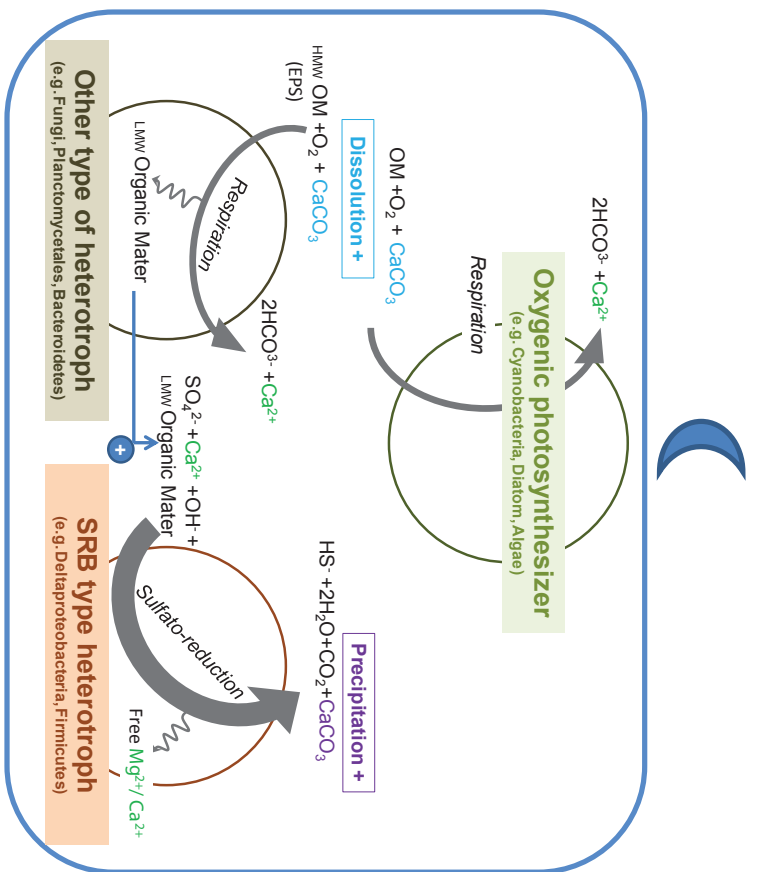 2HCO³⁻ +Ca²⁺
Oxygenic photosynthesizer
(e.g. Cyanobacteria, Diatom, Algae)
Respiration
OM +O₂ + CaCO₃
Dissolution +
HMW OM +O₂ + CaCO₃
(EPS)
2HCO³⁻ +Ca²⁺
Respiration
LMW Organic Mater
Other type of heterotroph
(e.g. Fungi, Planctomycetales, Bacteroidetes)
Precipitation +
HS⁻ +2H₂O+CO₂+CaCO₃
SO₄²⁻ +Ca²⁺ +OH⁻ +
LMW Organic Mater
Sulfato-reduction
Free Mg²⁺/ Ca²⁺
+
SRB type heterotroph
(e.g. Deltaproteobacteria, Firmicutes)